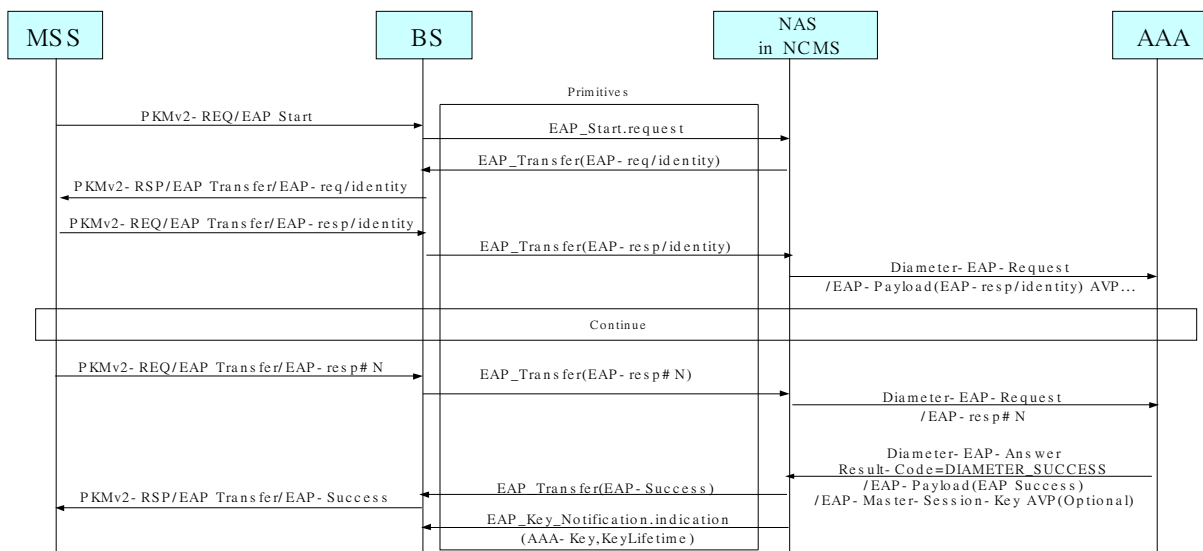 MSS
BS
NAS
in NCMS
AAA
Primitives
PKMv2-REQ/EAP Start
EAP_Start.request
EAP_Transfer(EAP-req/identity)
PKMv2-RSP/EAP Transfer/EAP-req/identity
PKMv2-REQ/EAP Transfer/EAP-resp/identity
EAP_Transfer(EAP-resp/identity)
Diameter-EAP-Request
/EAP-Payload(EAP-resp/identity) AVP...
Continue
PKMv2-REQ/EAP Transfer/EAP-resp#N
EAP_Transfer(EAP-resp#N)
Diameter-EAP-Request
/EAP-resp#N
Diameter-EAP-Answer
Result-Code=DIAMETER_SUCCESS
/EAP-Payload(EAP Success)
/EAP-Master-Session-Key AVP(Optional)
EAP_Transfer(EAP-Success)
PKMv2-RSP/EAP Transfer/EAP-Success
EAP_Key_Notification.indication
(AAA-Key,KeyLifetime)